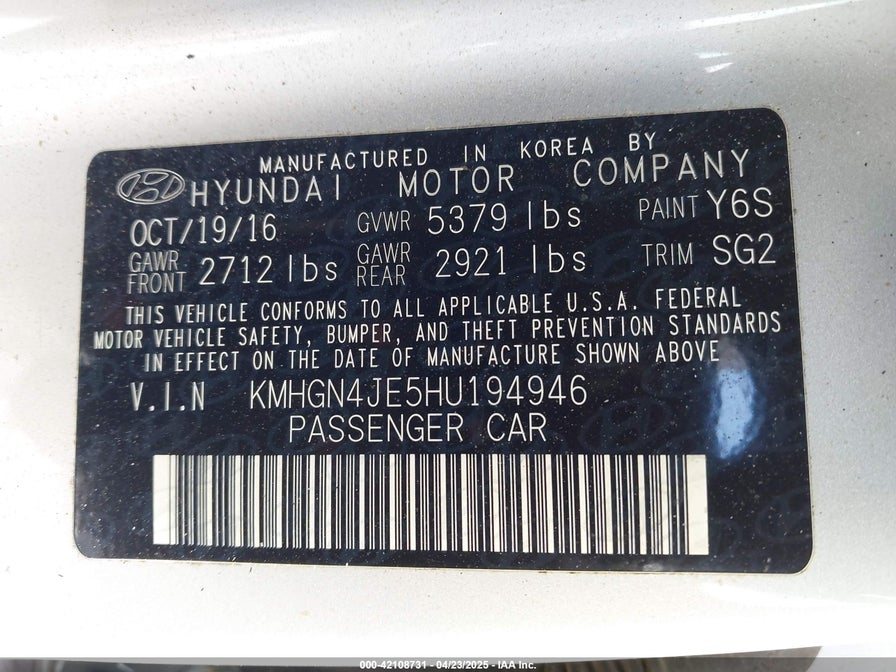 MANUFACTURED IN KOREA BY
HYUNDAI MOTOR COMPANY
OCT/19/16 GVWR 5379 lbs PAINT Y6S
GAWR FRONT 2712 lbs GAWR REAR 2921 lbs TRIM SG2
THIS VEHICLE CONFORMS TO ALL APPLICABLE U.S.A. FEDERAL
MOTOR VEHICLE SAFETY, BUMPER, AND THEFT PREVENTION STANDARDS
IN EFFECT ON THE DATE OF MANUFACTURE SHOWN ABOVE
V.I.N KMHGN4JE5HU194946
PASSENGER CAR
000-42108731 - 04/23/2025 - IAA Inc.